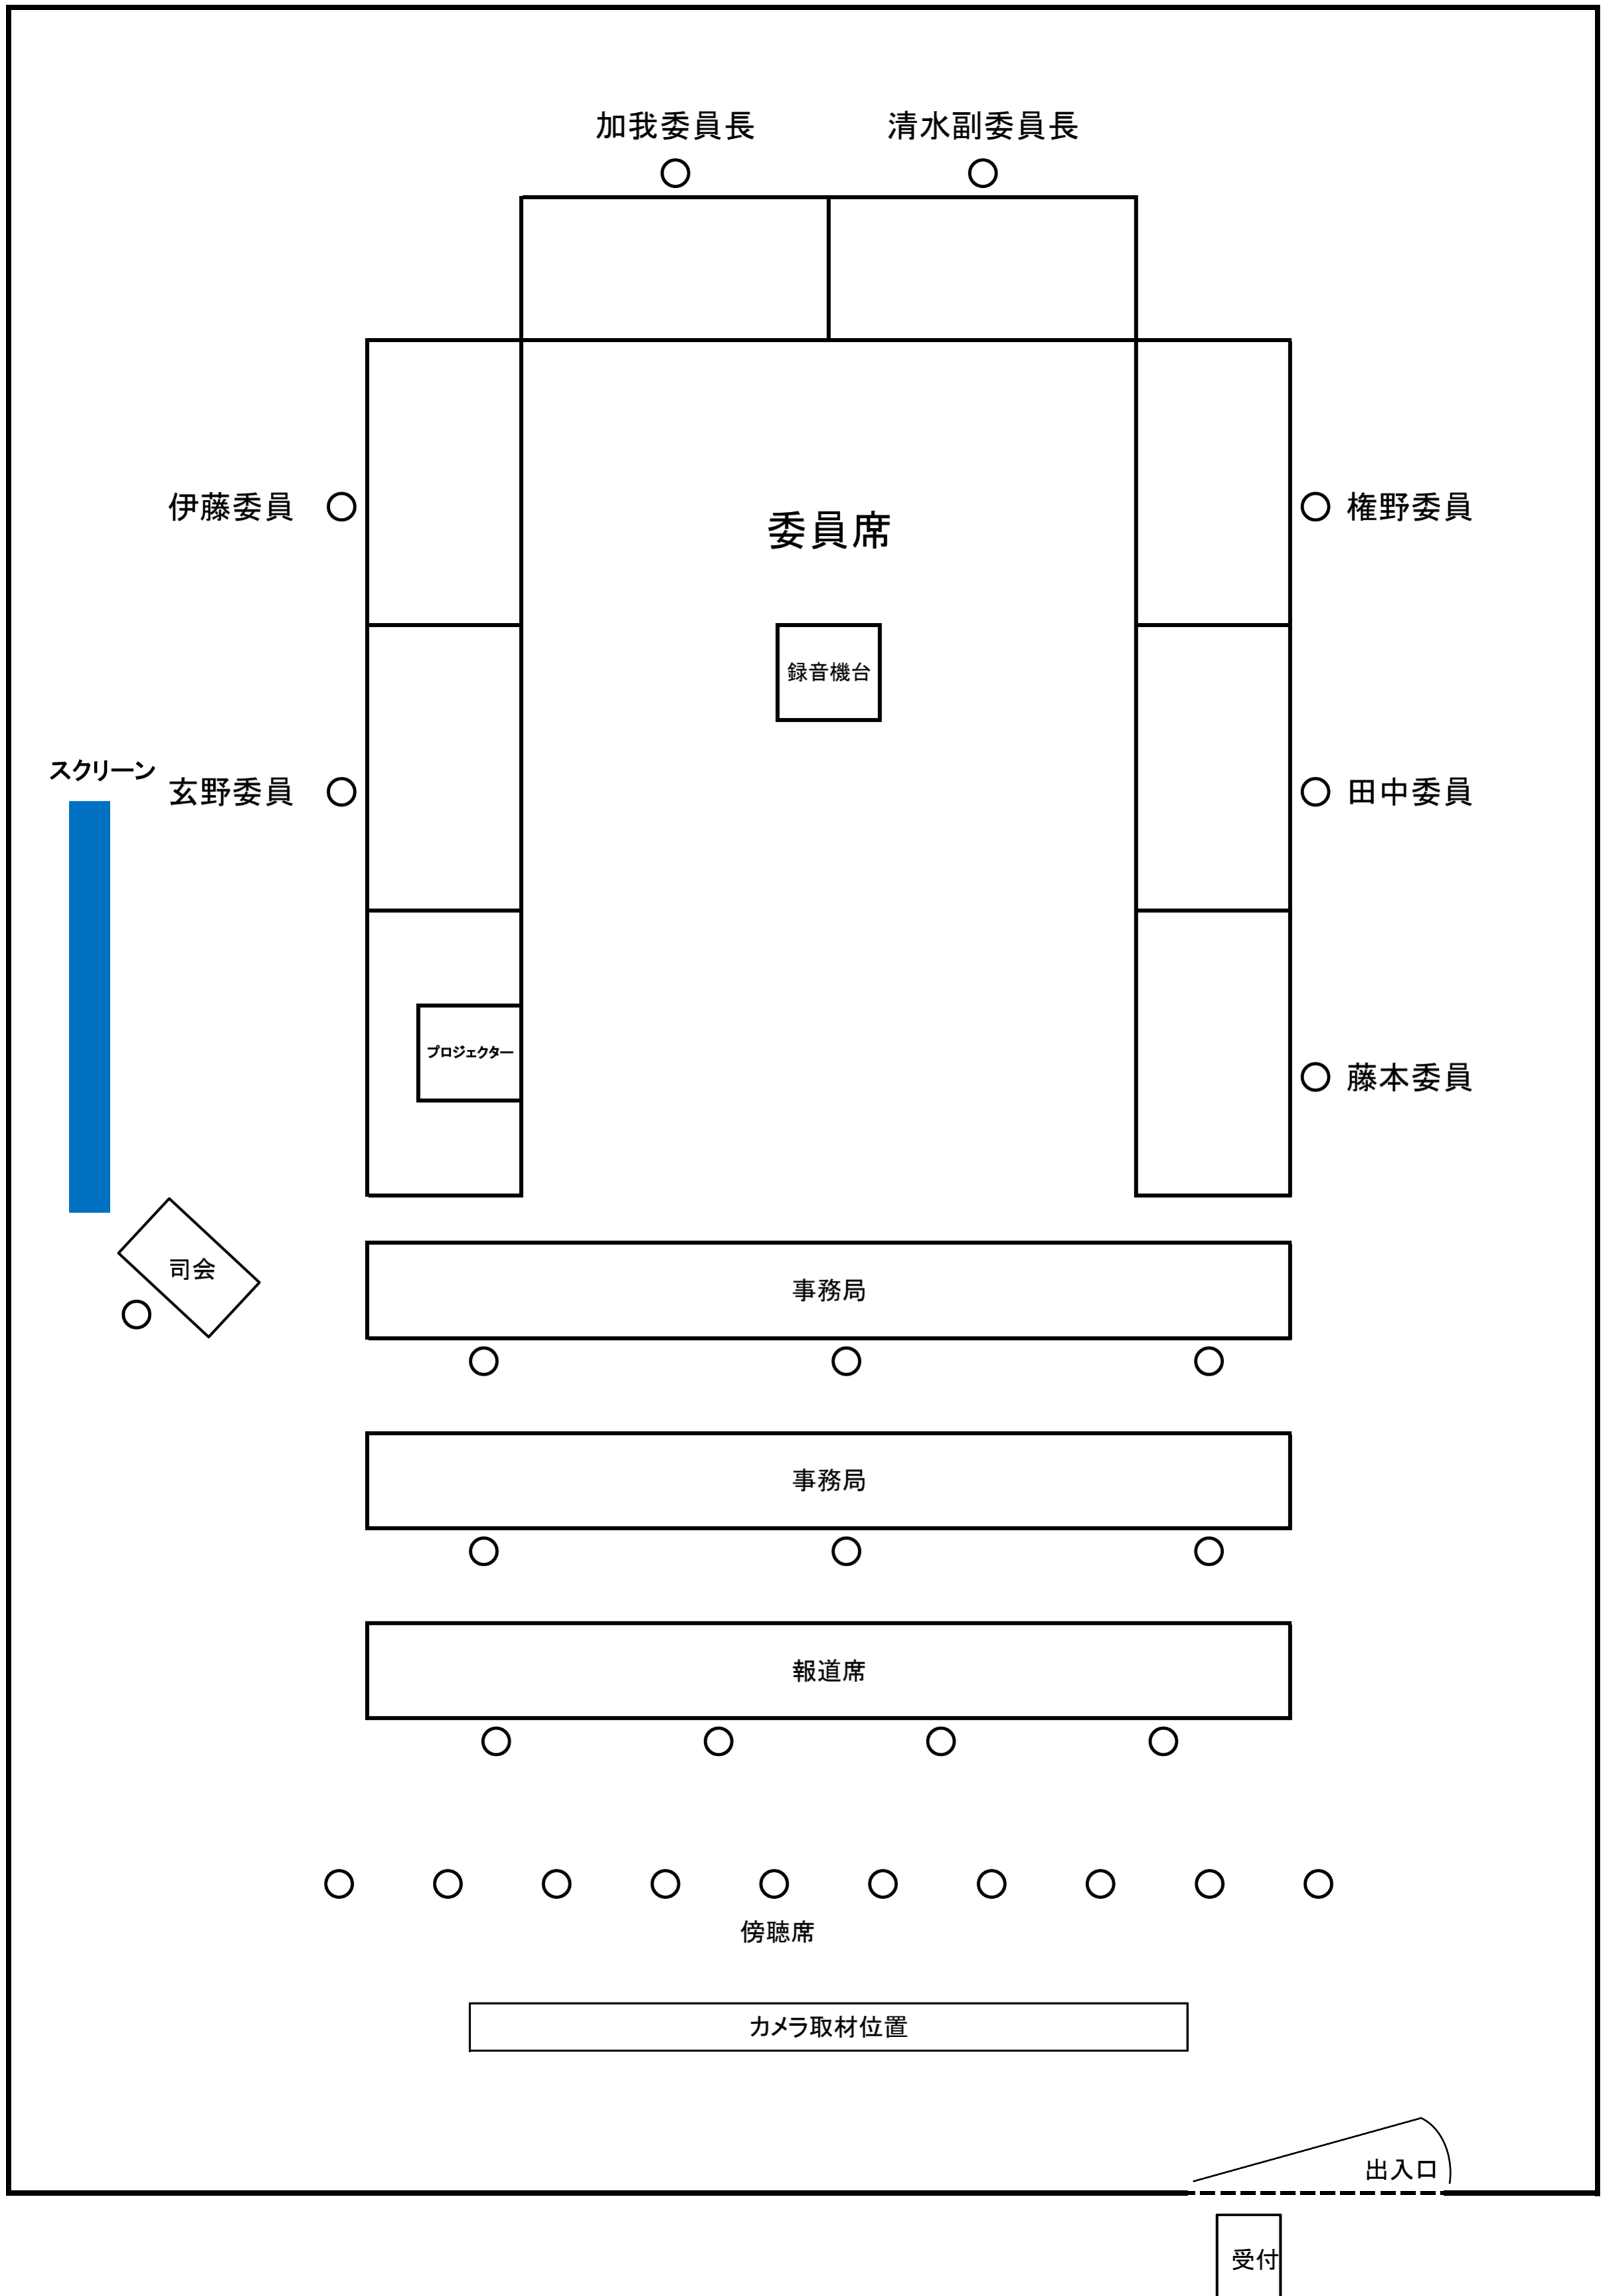 加我委員長
清水副委員長
伊藤委員
権野委員
委員席
録音機台
スクリーン
玄野委員
田中委員
プロジェクター
藤本委員
司会
事務局
事務局
報道席
傍聴席
カメラ取材位置
出入口
受付